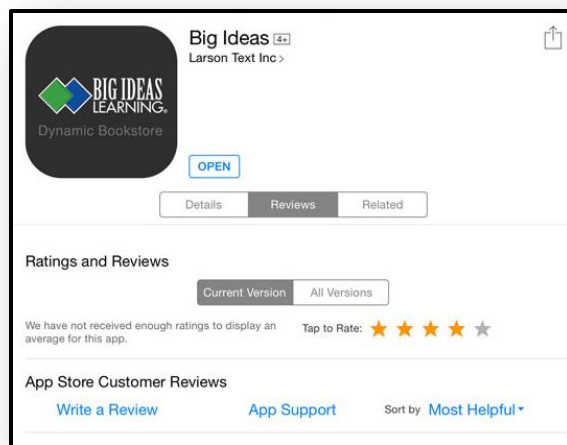 Big Ideas 4+
Larson Text Inc >
BIG IDEAS
LEARNING®
Dynamic Bookstore
OPEN
Details Reviews Related
Ratings and Reviews
Current Version All Versions
We have not received enough ratings to display an
average for this app.
Tap to Rate:
App Store Customer Reviews
Write a Review App Support Sort by Most Helpful